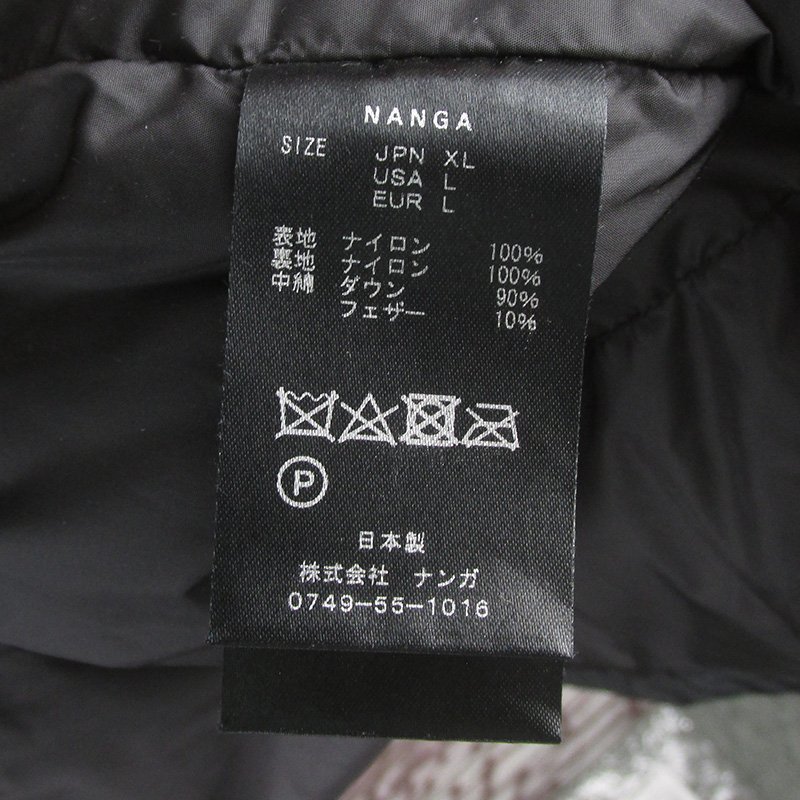 NANGA
SIZE JPN XL
USA L
EUR L
表地 ナイロン 100%
裏地 ナイロン 100%
中綿 ダウン 90%
フェザー 10%
P
日本製
株式会社 ナンガ
0749-55-1016